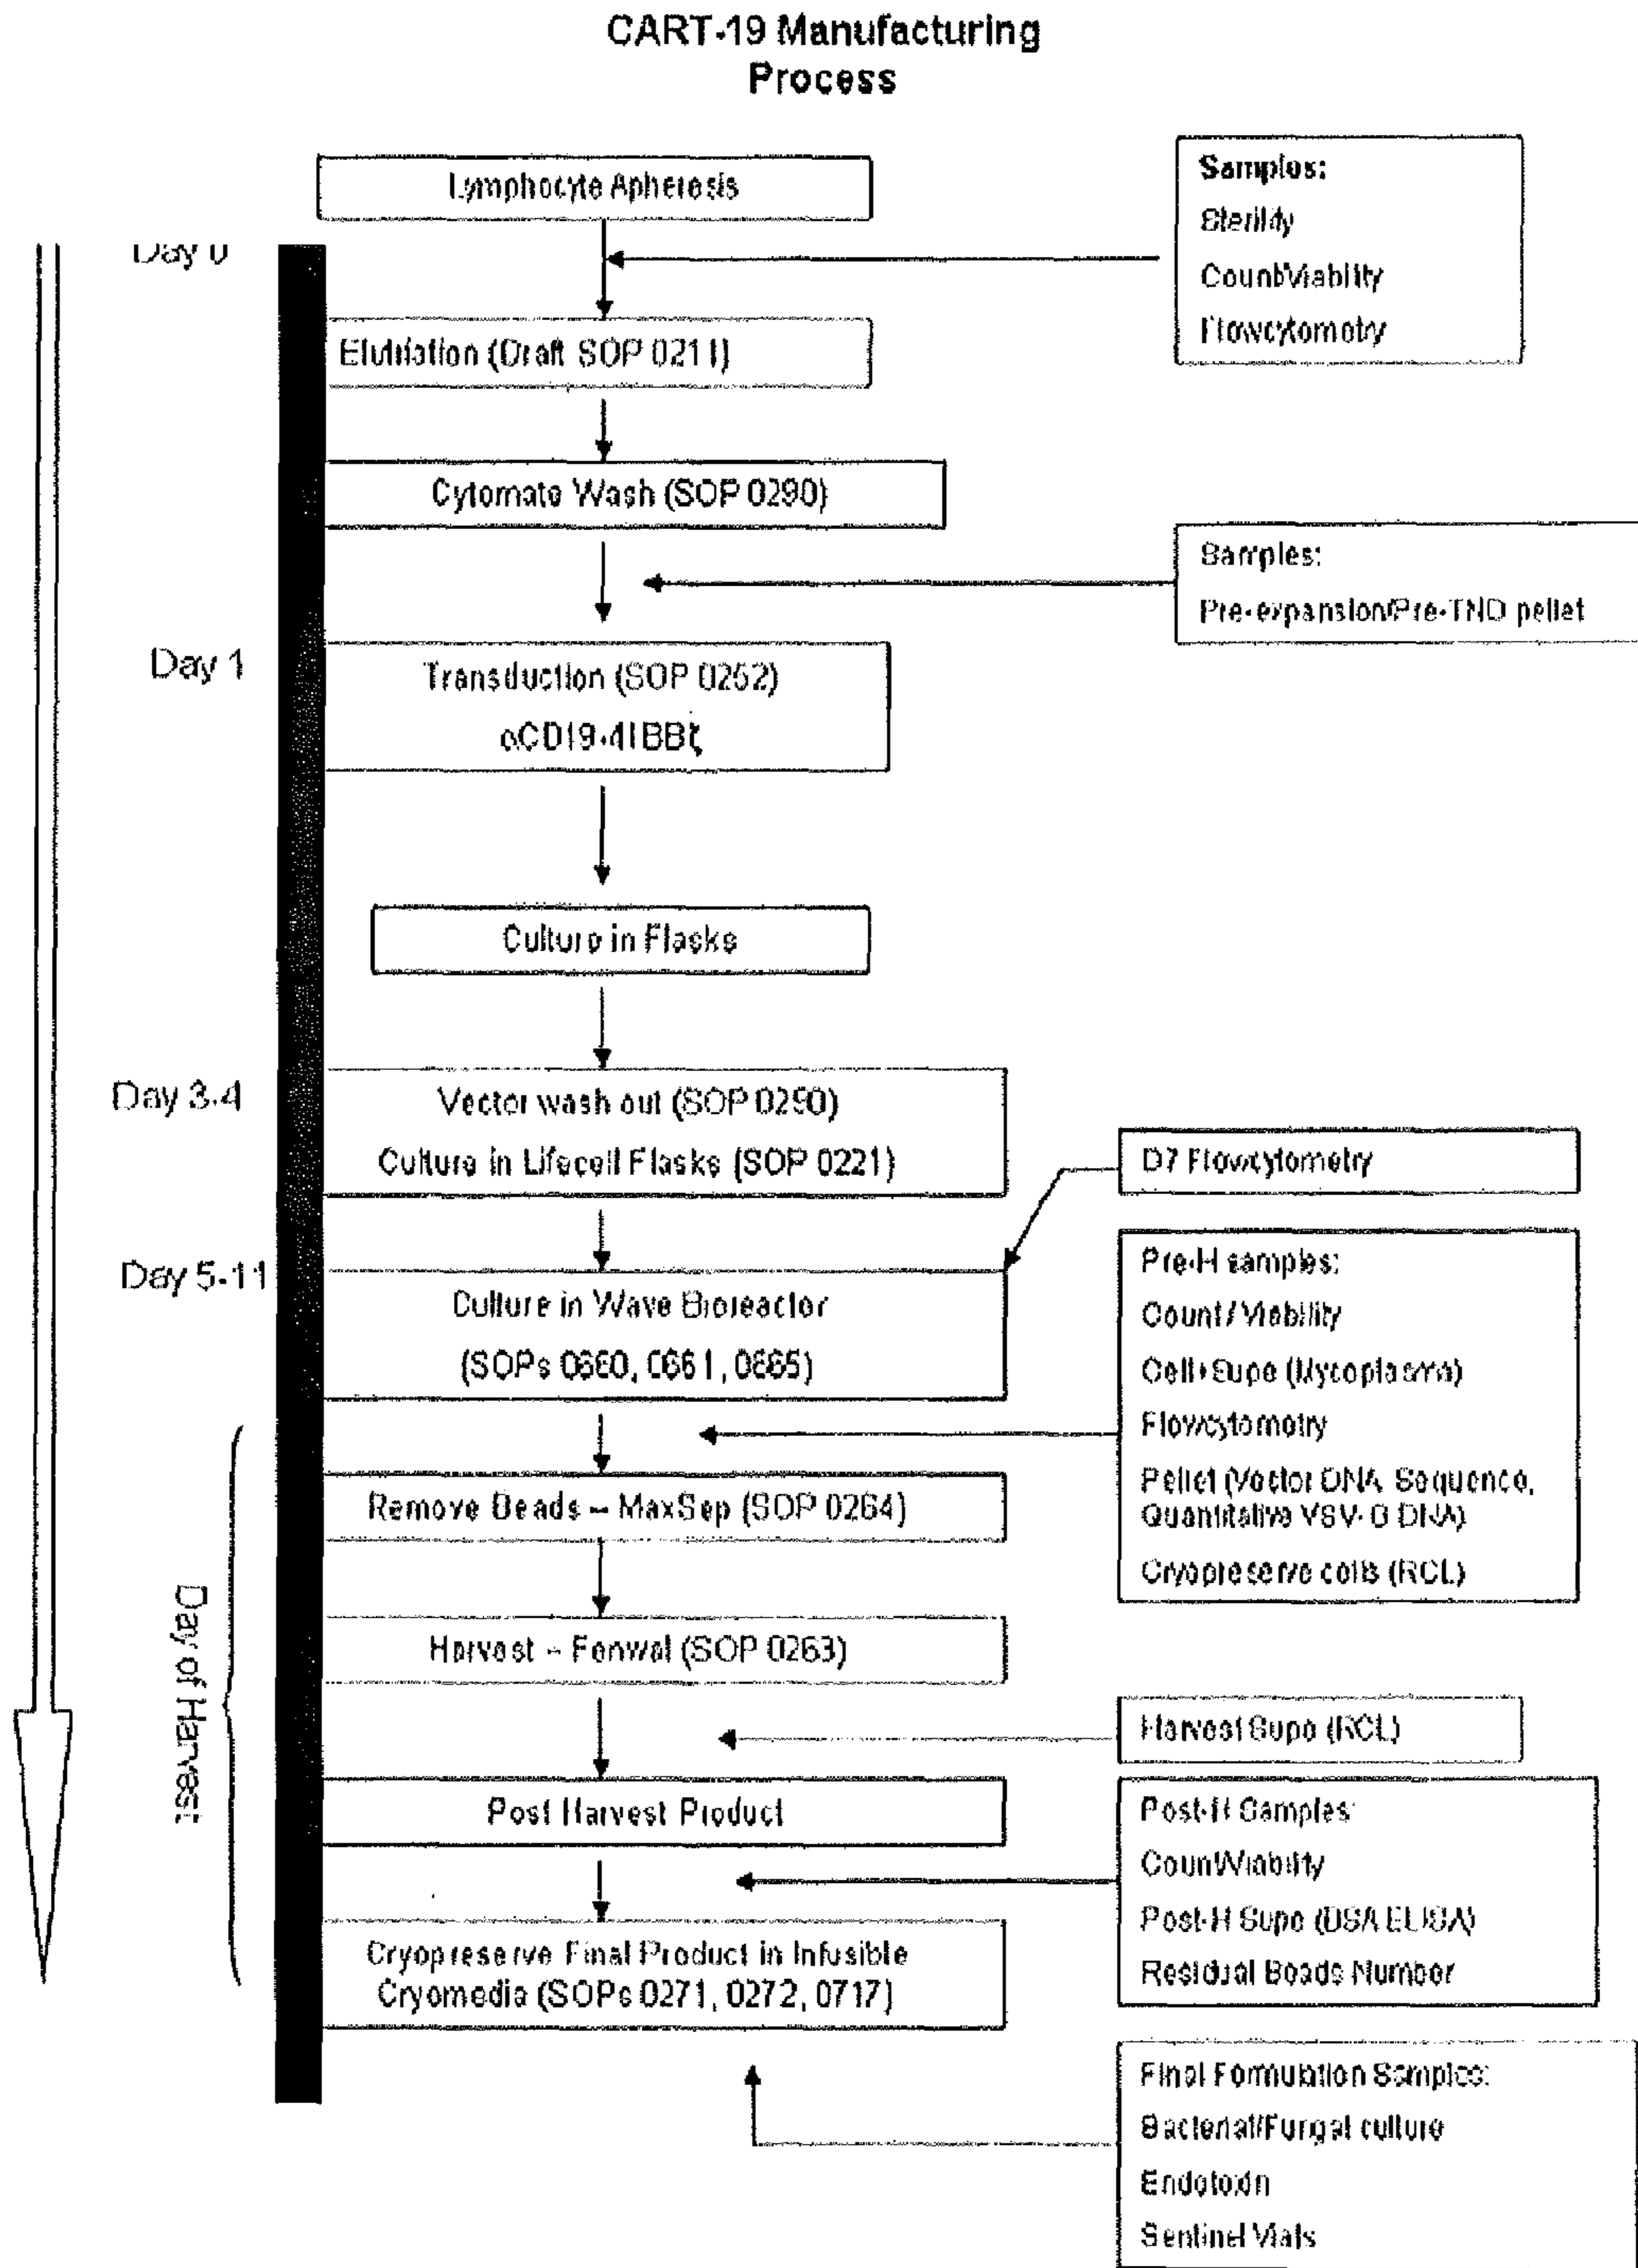 CART-19 Manufacturing
Process
Lymphocyte Apheresis
Samples:
Sterility
Count/Viability
Flowcytometry
Day 0
Elutriation (Draft SOP 0211)
Cytomate Wash (SOP 0290)
Samples:
Pre-expansion/Pre-TND pellet
Day 1
Transduction (SOP 0252)
αCD19-41BBζ
Culture in Flasks
Day 3-4
Vector wash out (SOP 0290)
Culture in Lifecell Flasks (SOP 0221)
D7 Flowcytometry
Day 5-11
Culture in Wave Bioreactor
(SOPs 0661,
Pre-H samples:
Count / Viability
Cell+Supe (Mycoplasma)
Flowcytometry
Pellet (Vector DNA Sequence,
Quantitative VSV-G DNA)
Cryopreserve cells (RCL)
Day of Harvest
Remove Beads – MaxSep (SOP 0264)
Harvest – Fenwal (SOP 0263)
Harvest Supe (RCL)
Post Harvest Product
Post-H Samples:
Count/Viability
Post-H Supe (BSA ELISA)
Residual Beads Number
Cryopreserve Final Product in Infusible
Cryomedia (SOPs 0271, 0272, 0717)
Final Formulation Samples:
Bacterial/Fungal culture
Endotoxin
Sentinel Vials